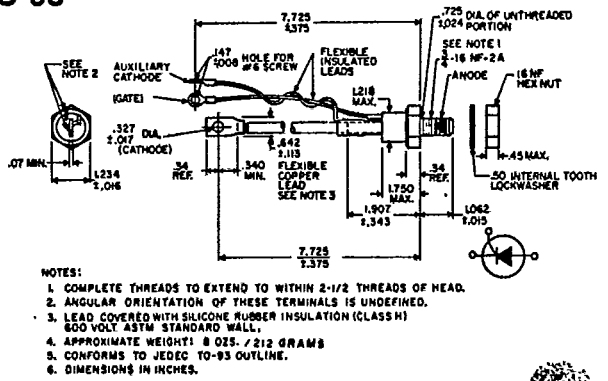 7.725
±.375
.725 DIA. OF UNTHREADED
±.024 PORTION
SEE NOTE 1
-16 NF-2A
ANODE
16 NF
HEX NUT
SEE
NOTE 2
AUXILIARY
CATHODE
(GATE)
.147
±.008
HOLE FOR
#6 SCREW
FLEXIBLE
INSULATED
LEADS
1.218
MAX.
.327
±.017
DIA.
(CATHODE)
.07 MIN.
1.234
±.016
.34
REF.
.340
MIN.
.642
±.113
FLEXIBLE
COPPER
LEAD
SEE NOTE 3
.34
REF.
.45 MAX.
.50 INTERNAL TOOTH
LOCKWASHER
1.750
MAX.
1.907
±.343
1.062
±.015
7.725
±.375
NOTES:
1. COMPLETE THREADS TO EXTEND TO WITHIN 2-1/2 THREADS OF HEAD.
2. ANGULAR ORIENTATION OF THESE TERMINALS IS UNDEFINED.
3. LEAD COVERED WITH SILICONE RUBBER INSULATION (CLASS H)
600 VOLT ASTM STANDARD WALL.
4. APPROXIMATE WEIGHT: 8 OZS. / 212 GRAMS
5. CONFORMS TO JEDEC TO-93 OUTLINE.
6. DIMENSIONS IN INCHES.